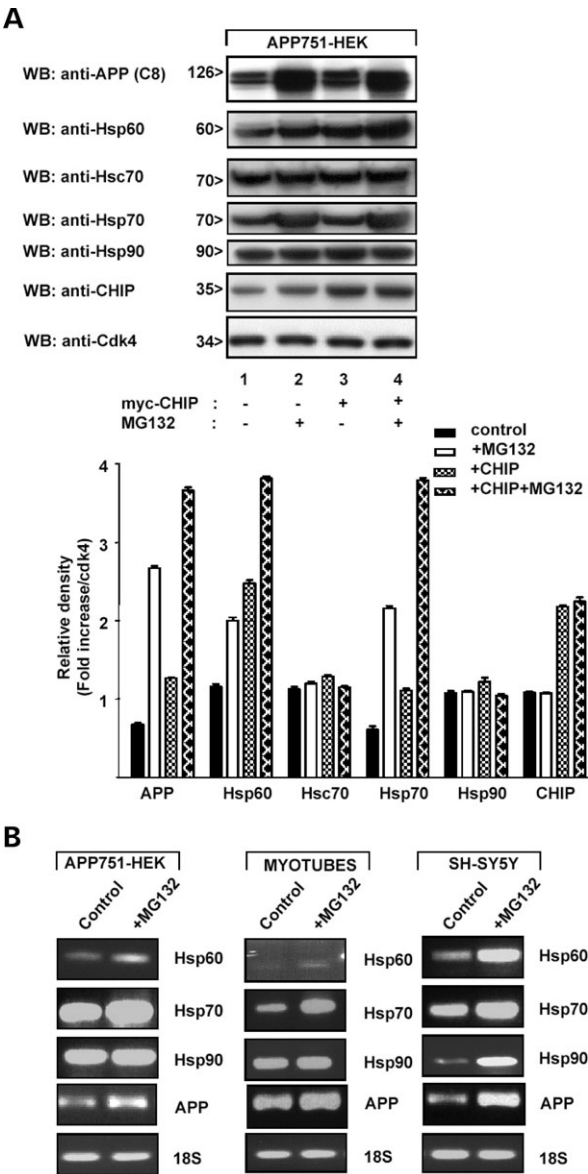 A
APP751-HEK
WB: anti-APP (C8) 126>
WB: anti-Hsp60 60>
WB: anti-Hsc70 70>
WB: anti-Hsp70 70>
WB: anti-Hsp90 90>
WB: anti-CHIP 35>
WB: anti-Cdk4 34>
1 2 3 4
myc-CHIP : - - + +
MG132 : - + - +
control
+MG132
+CHIP
+CHIP+MG132
Relative density
(Fold increase/cdk4)
4
3
2
1
APP Hsp60 Hsc70 Hsp70 Hsp90 CHIP
B
APP751-HEK MYOTUBES SH-SY5Y
Control +MG132 Control +MG132 Control +MG132
Hsp60 Hsp60 Hsp60
Hsp70 Hsp70 Hsp70
Hsp90 Hsp90 Hsp90
APP APP APP
18S 18S 18S